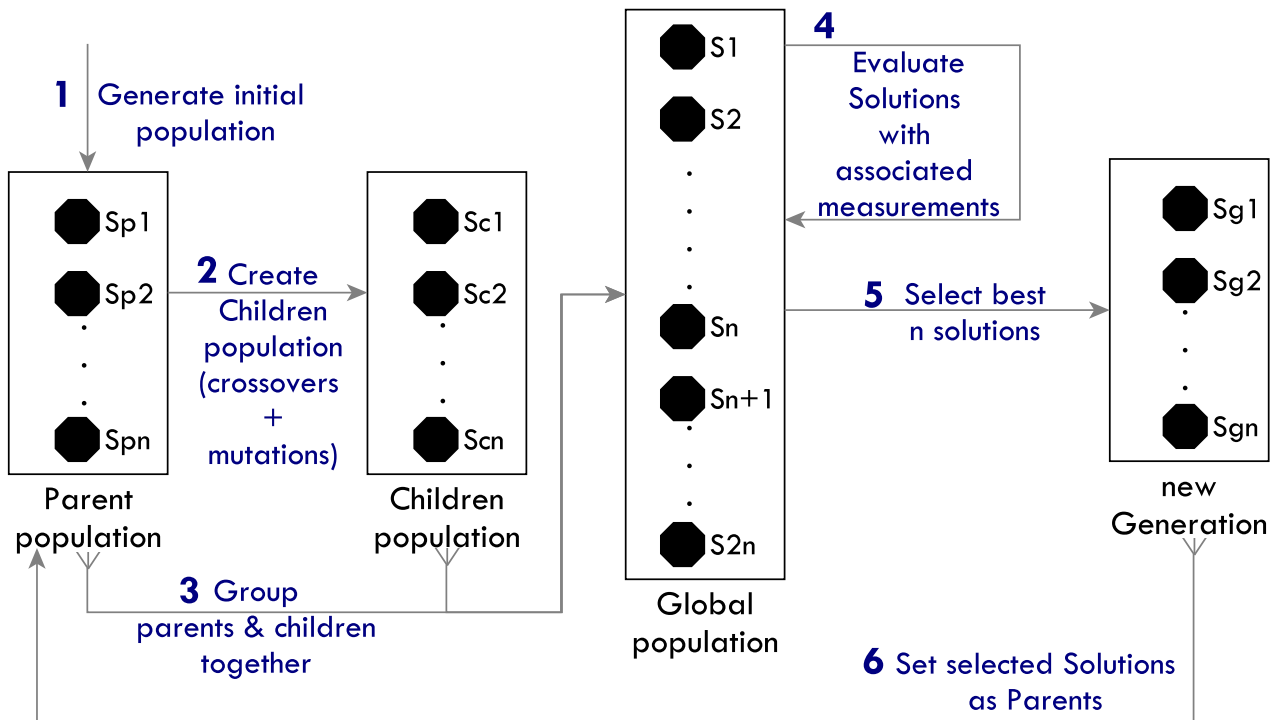 1 Generate initial
population
Sp1
Sp2
Spn
Parent
population
2 Create
Children
population
(crossovers
+
mutations)
Sc1
Sc2
Scn
Children
population
3 Group
parents & children
together
S1
S2
Sn
Sn+1
S2n
Global
population
4
Evaluate
Solutions
with
associated
measurements
5 Select best
n solutions
Sg1
Sg2
Sgn
new
Generation
6 Set selected Solutions
as Parents